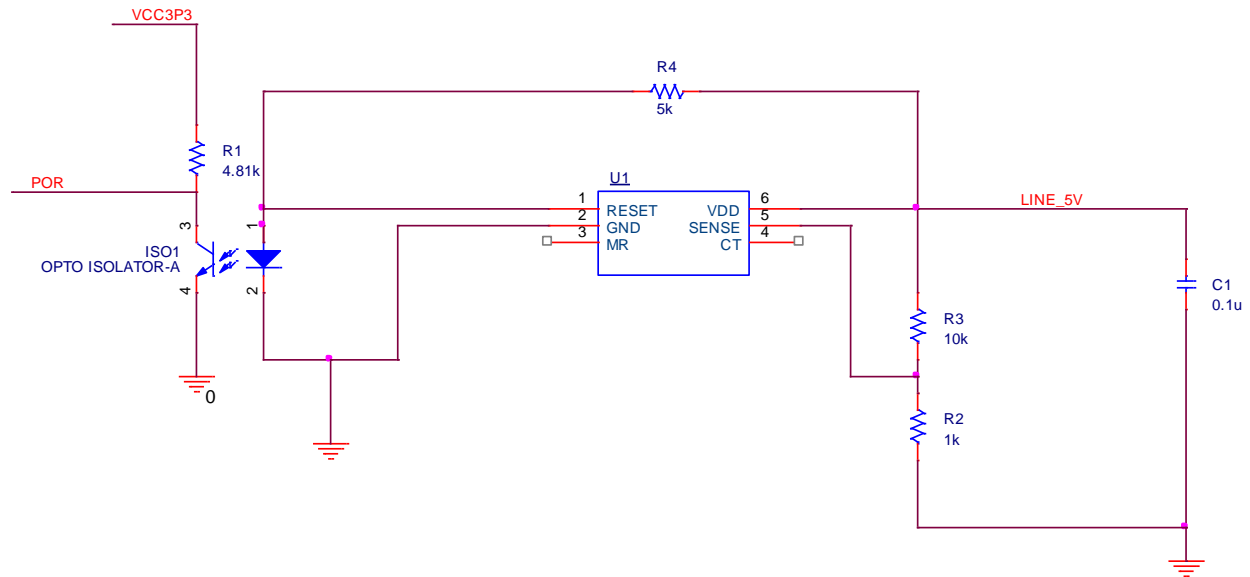 VCC3P3
R4
5k
R1
4.81k
POR
U1
1
RESET
VDD
6
LINE_5V
2
GND
SENSE
5
3
MR
CT
4
3
1
ISO1
OPTO ISOLATOR-A
4
2
C1
0.1u
R3
10k
0
R2
1k